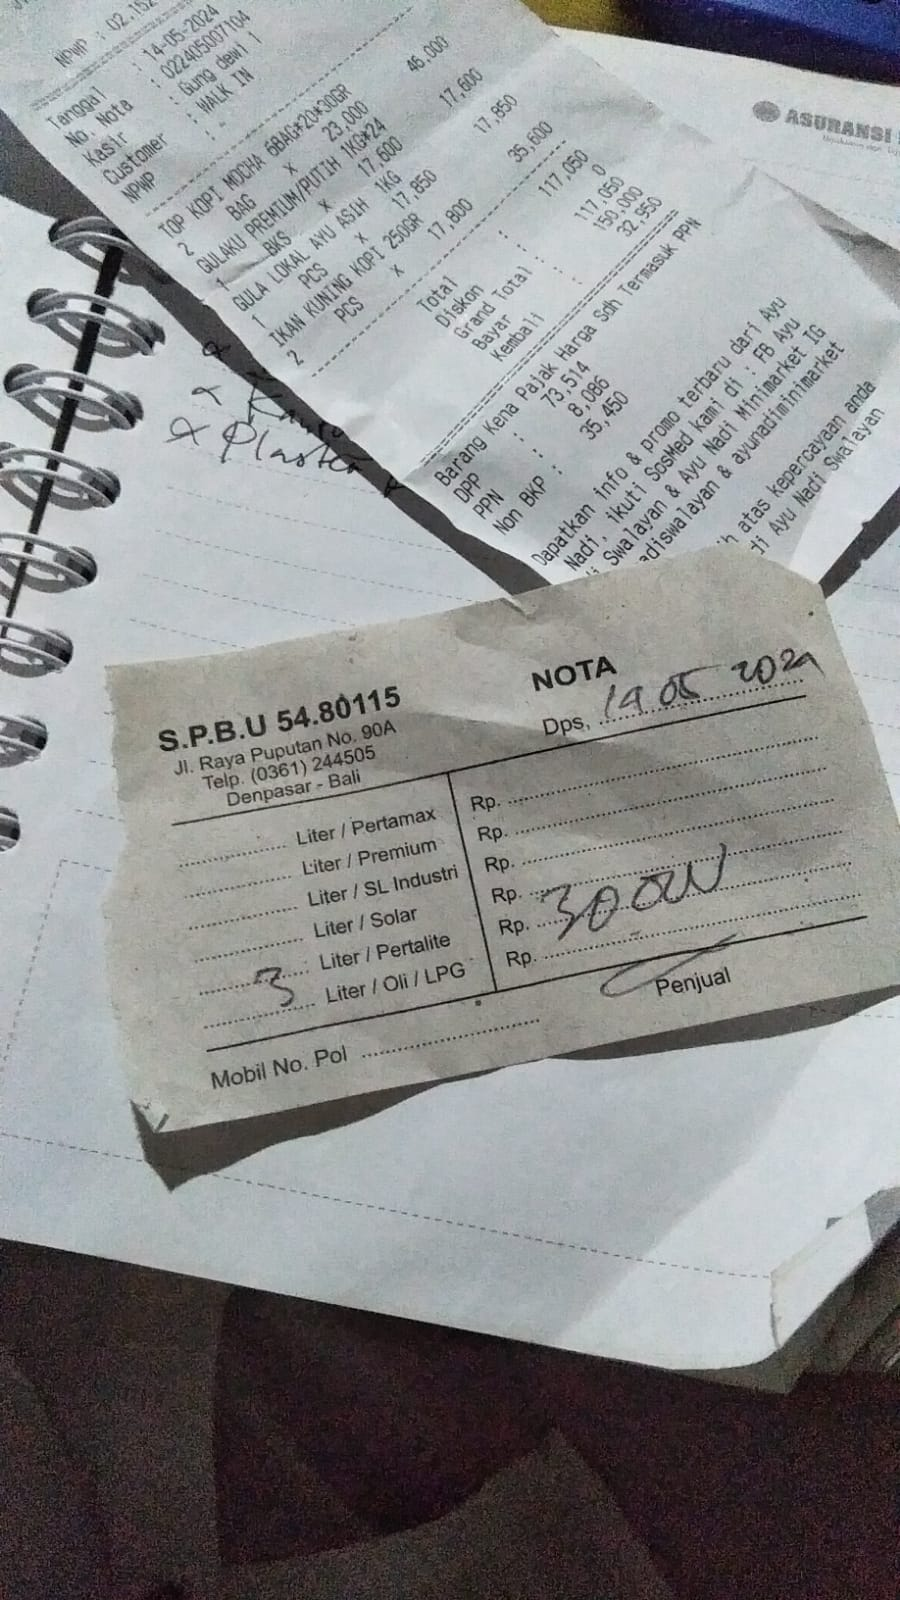 NPWP : 02.152
Tanggal : 14-05-2024
No. Nota : 022405007104
Kasir : Gung dewi 1
Customer : WALK IN
NPWP : -
TOP KOPI MOCHA 6BAG*20*30GR
2 BAG X 23,000 46,000
GULAKU PREMIUM/PUTIH 1KG*24
1 BKS X 17,600 17,600
GULA LOKAL AYU ASIH 1KG
1 PCS X 17,850 17,850
IKAN KUNING KOPI 250GR
2 PCS X 17,800 35,600
Total : 117,050
Diskon : 0
Grand Total : 117,050
Bayar : 150,000
Kembali : 32,950
Barang Kena Pajak Harga Sdh Termasuk PPN
DPP : 73,514
PPN : 8,086
Non BKP : 35,450
Dapatkan info & promo terbaru dari Ayu
Nadi, ikuti SosMed kami di : FB Ayu
Swalayan & Ayu Nadi Minimarket IG
adiswalayan & ayunadiminimarket
atas kepercayaan anda
di Ayu Nadi Swalayan
ASURANSI
Plaster
S.P.B.U 54.80115
Jl. Raya Puputan No. 90A
Telp. (0361) 244505
Denpasar - Bali
NOTA
Dps, 19 05 2024
Liter / Pertamax Rp.
Liter / Premium Rp.
Liter / SL Industri Rp.
Liter / Solar Rp.
3 Liter / Pertalite Rp. 30000
Liter / Oli / LPG Rp.
Penjual
Mobil No. Pol